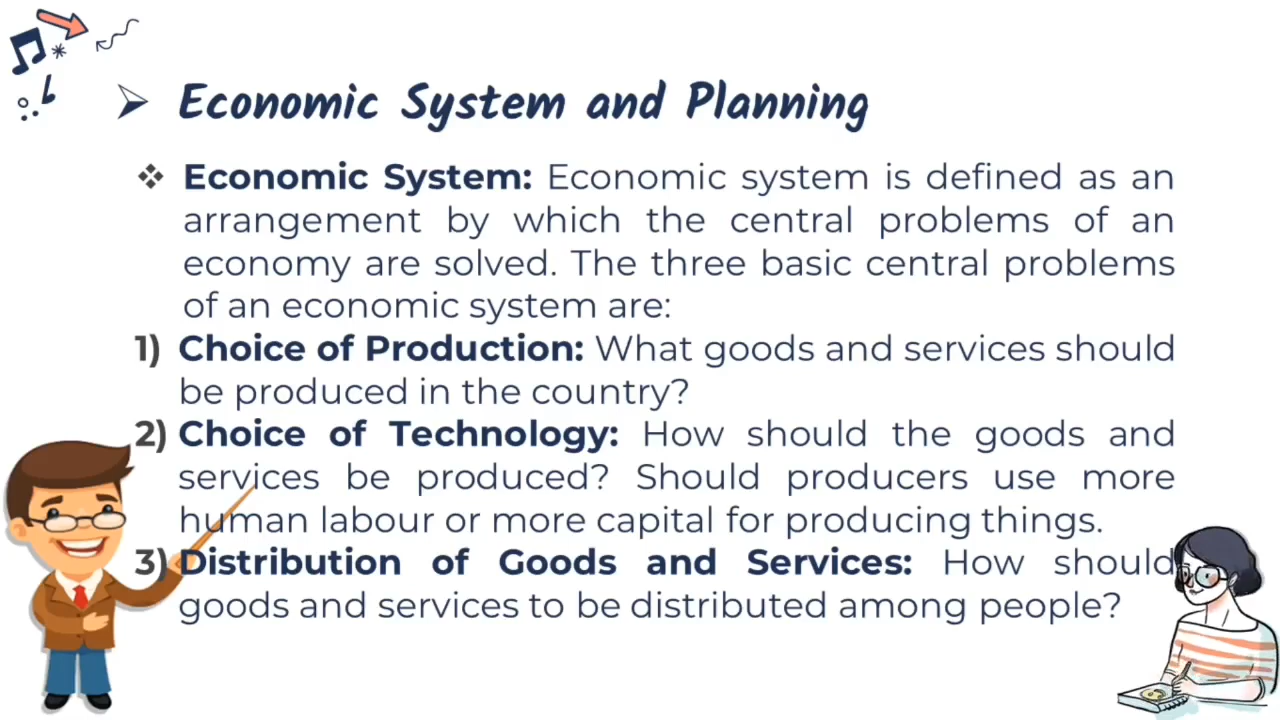 Economic System and Planning
Economic System: Economic system is defined as an
arrangement by which the central problems of an
economy are solved. The three basic central problems
of an economic system are:
1) Choice of Production: What goods and services should
be produced in the country?
2) Choice of Technology: How should the goods and
services be produced? Should producers use more
human labour or more capital for producing things.
3) Distribution of Goods and Services: How should
goods and services to be distributed among people?